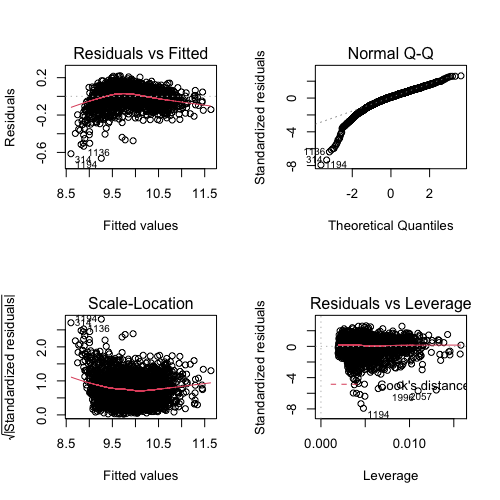 Residuals vs Fitted
Residuals
0.2
-0.2
-0.6
1136
314
1194
8.5 9.5 10.5 11.5
Fitted values
Normal Q-Q
Standardized residuals
0
-4
-8
1136
314
1194
-2 0 2
Theoretical Quantiles
Scale-Location
√|Standardized residuals|
2.0
1.0
0.0
1194
314
1136
8.5 9.5 10.5 11.5
Fitted values
Residuals vs Leverage
Standardized residuals
0
-4
-8
Cook's distance
1996
2057
1194
0.000 0.010
Leverage